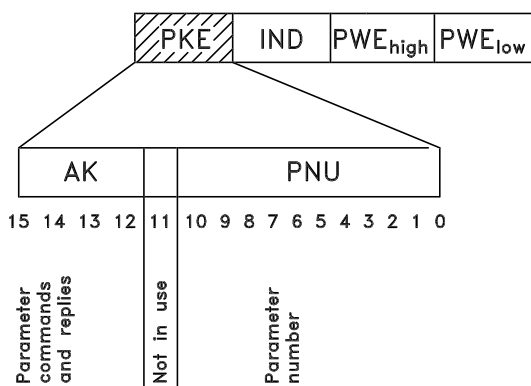 PKE IND PWEhigh PWElow
AK PNU
15 14 13 12 11 10 9 8 7 6 5 4 3 2 1 0
Parameter
commands
and replies
Not in use
Parameter
number